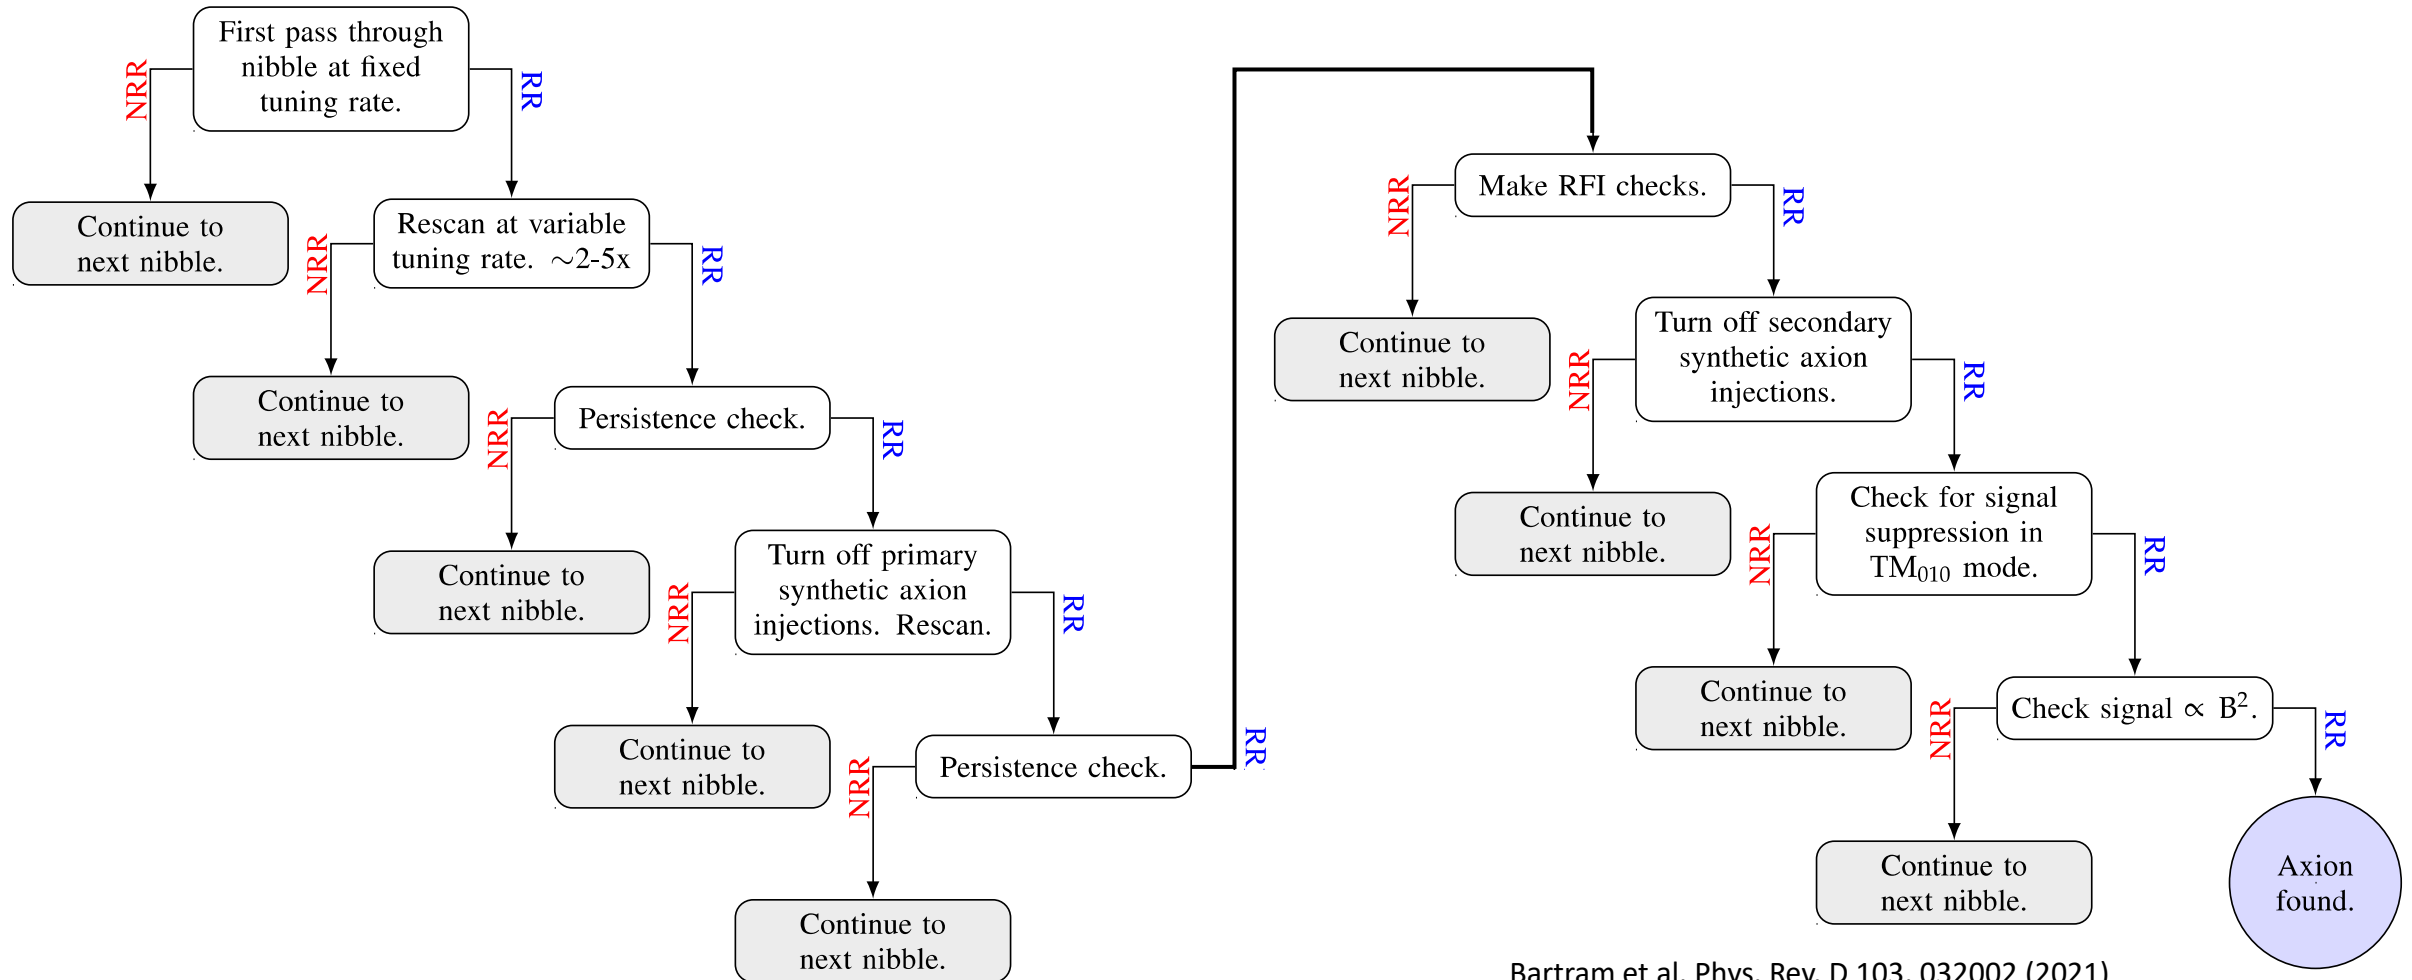 First pass through
nibble at fixed
tuning rate.
NRR
RR
Continue to
next nibble.
Rescan at variable
tuning rate. ∼2-5x
NRR
RR
Continue to
next nibble.
Persistence check.
NRR
RR
Continue to
next nibble.
Turn off primary
synthetic axion
injections. Rescan.
NRR
RR
Continue to
next nibble.
Persistence check.
NRR
RR
Continue to
next nibble.
Make RFI checks.
NRR
RR
Continue to
next nibble.
Turn off secondary
synthetic axion
injections.
NRR
RR
Continue to
next nibble.
Check for signal
suppression in
TM₀₁₀ mode.
NRR
RR
Continue to
next nibble.
Check signal ∝ B².
NRR
RR
Continue to
next nibble.
Axion
found.
Bartram et al. Phys. Rev. D 103, 032002 (2021)